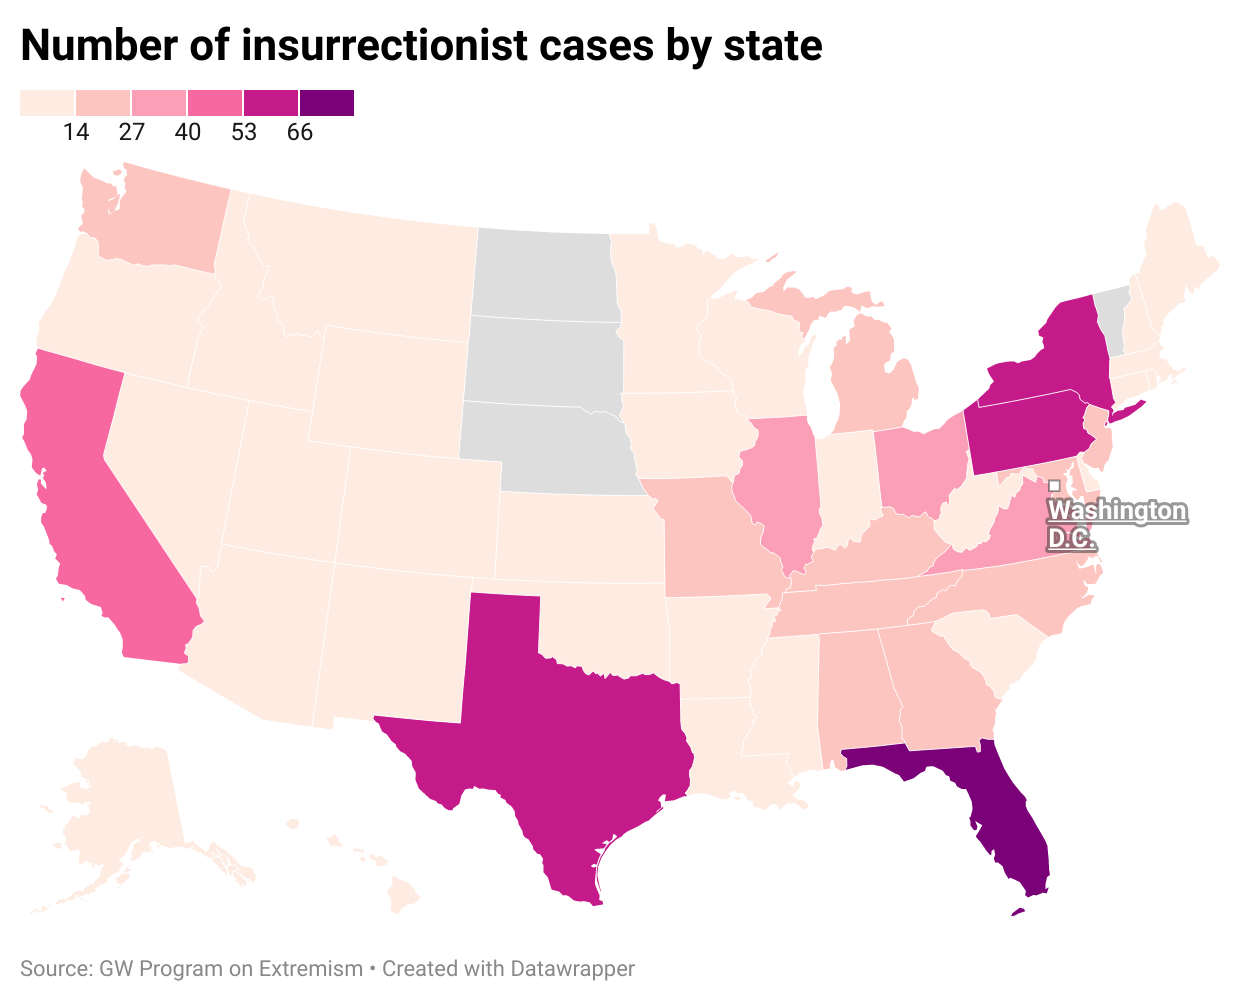 Number of insurrectionist cases by state
14 27 40 53 66
Washington
D.C.
Source: GW Program on Extremism • Created with Datawrapper